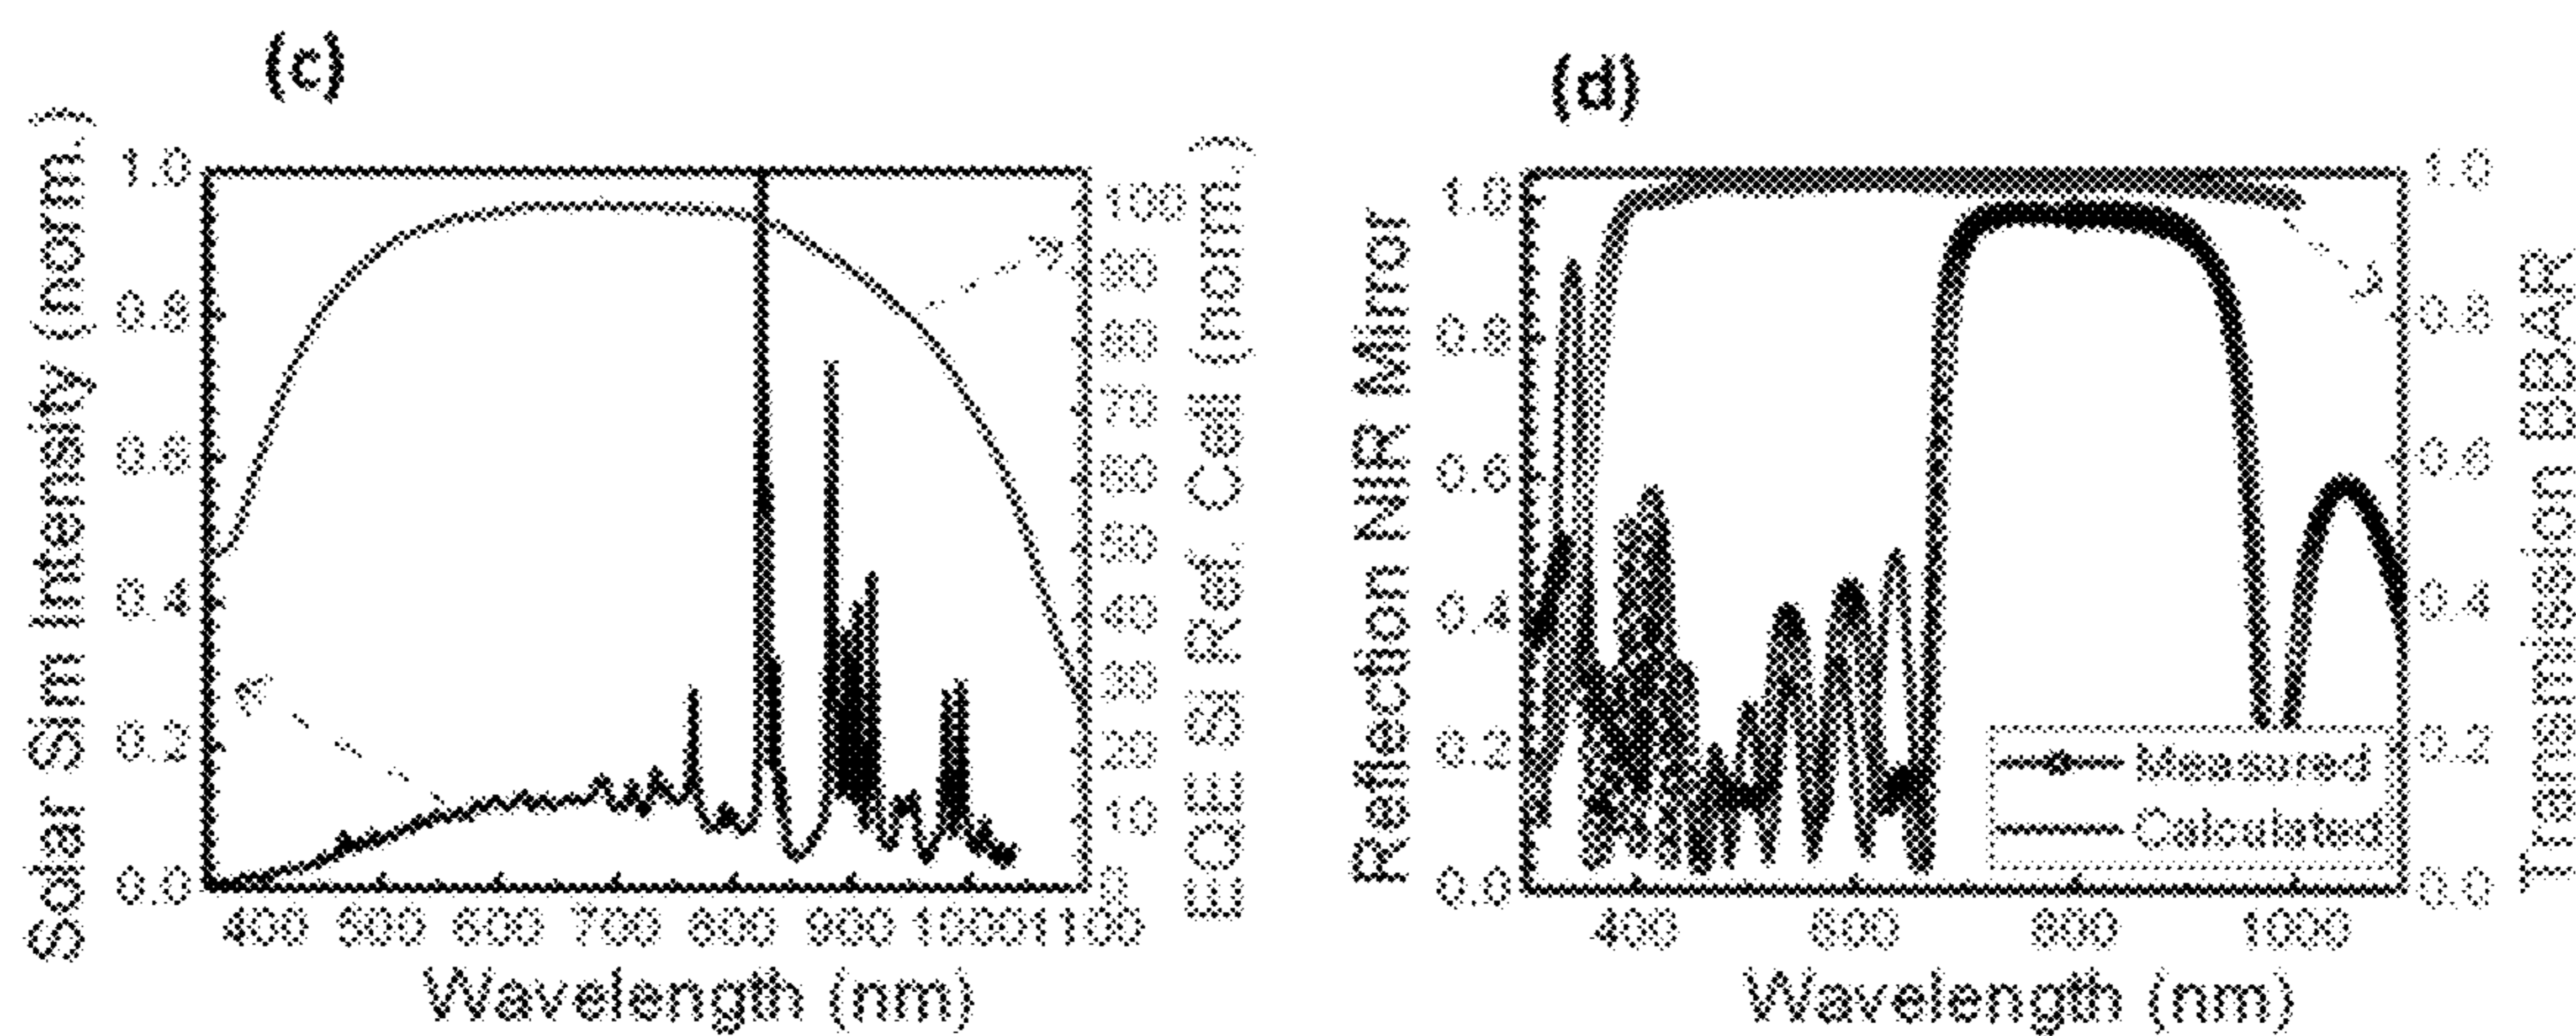 (c)
Solar Sim Intensity (norm.)
1.0
0.8
0.6
0.4
0.2
0.0
400 500 600 700 800 900 1000 1100
Wavelength (nm)
100
90
80
70
60
50
40
30
20
10
0
EQE Si Ref. Cell (norm.)
(d)
Reflection NIR Mirror
1.0
0.8
0.6
0.4
0.2
0.0
400 600 800 1000
Wavelength (nm)
Measured
Calculated
1.0
0.8
0.6
0.4
0.2
0.0
Transmission BBAR